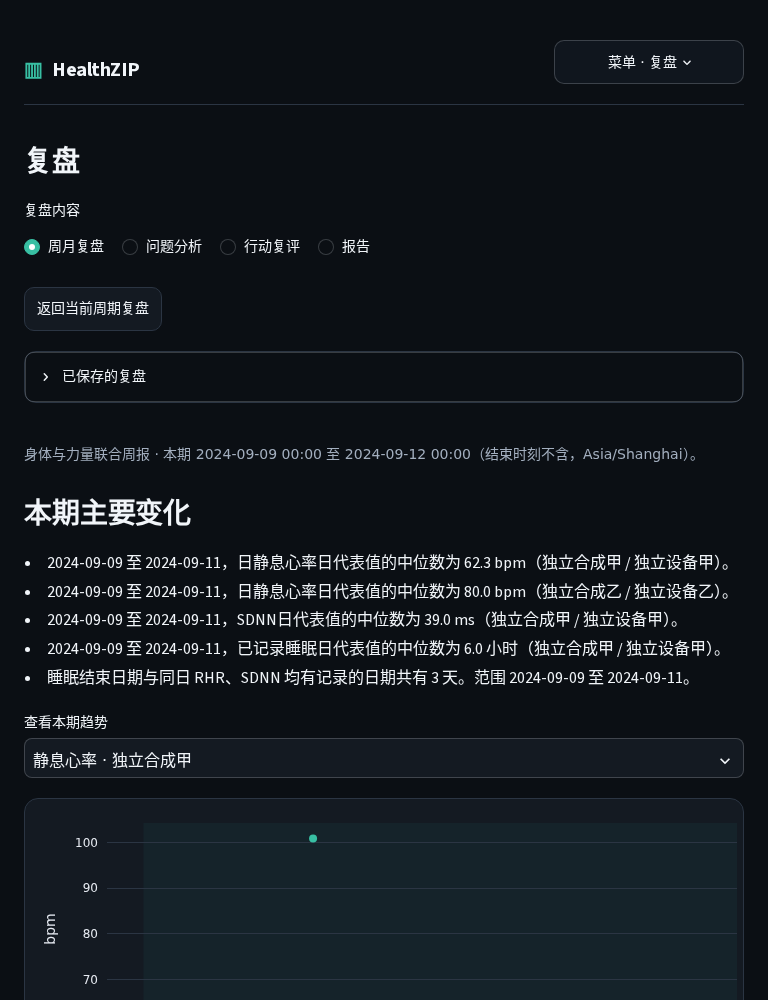 HealthZIP
菜单 · 复盘
复盘
复盘内容
周月复盘 问题分析 行动复评 报告
返回当前周期复盘
已保存的复盘
身体与力量联合周报 · 本期 2024-09-09 00:00 至 2024-09-12 00:00（结束时刻不含，Asia/Shanghai）。
本期主要变化
2024-09-09 至 2024-09-11，日静息心率日代表值的中位数为 62.3 bpm（独立合成甲 / 独立设备甲）。
2024-09-09 至 2024-09-11，日静息心率日代表值的中位数为 80.0 bpm（独立合成乙 / 独立设备乙）。
2024-09-09 至 2024-09-11，SDNN日代表值的中位数为 39.0 ms（独立合成甲 / 独立设备甲）。
2024-09-09 至 2024-09-11，已记录睡眠日代表值的中位数为 6.0 小时（独立合成甲 / 独立设备甲）。
睡眠结束日期与同日 RHR、SDNN 均有记录的日期共有 3 天。范围 2024-09-09 至 2024-09-11。
查看本期趋势
静息心率 · 独立合成甲
100
90
80
70
bpm